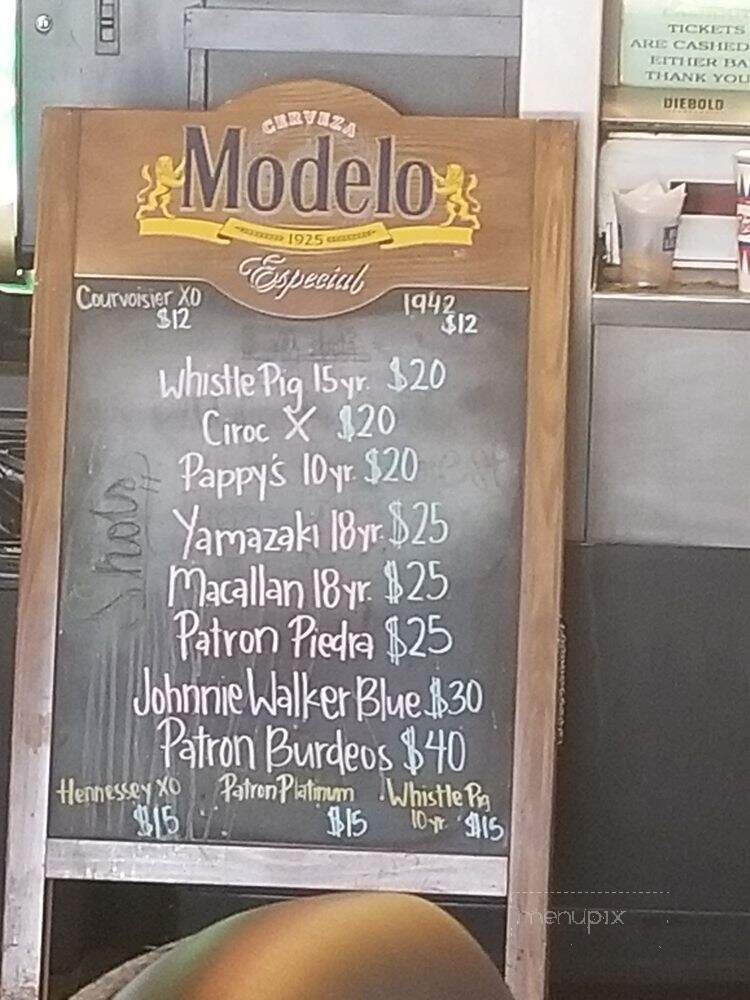 TICKETS
ARE CASHED
EITHER BA
THANK YOU
DIEBOLD
CERVEZA
Modelo
1925
Especial
Courvoisier XO
$12
1942
$12
Whistle Pig 15yr. $20
Ciroc X $20
Pappy's 10yr. $20
Yamazaki 18yr. $25
Macallan 18yr. $25
Patron Piedra $25
Johnnie Walker Blue $30
Patron Burdeos $40
Hennessey XO
$15
Patron Platinum
$15
Whistle Pig
10yr. $15
Shots
menupix